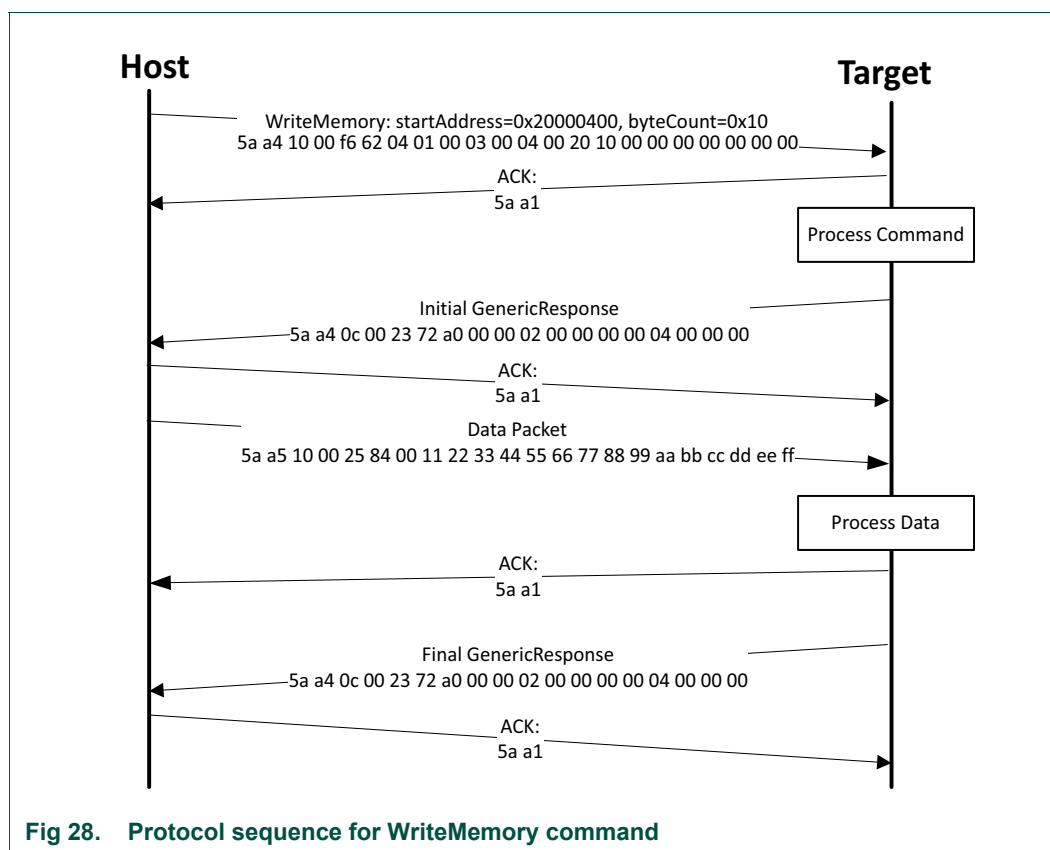 Host
Target
WriteMemory: startAddress=0x20000400, byteCount=0x10
5a a4 10 00 f6 62 04 01 00 03 00 04 00 20 10 00 00 00 00 00 00 00
ACK:
5a a1
Process Command
Initial GenericResponse
5a a4 0c 00 23 72 a0 00 00 02 00 00 00 00 04 00 00 00
ACK:
5a a1
Data Packet
5a a5 10 00 25 84 00 11 22 33 44 55 66 77 88 99 aa bb cc dd ee ff
Process Data
ACK:
5a a1
Final GenericResponse
5a a4 0c 00 23 72 a0 00 00 02 00 00 00 00 04 00 00 00
ACK:
5a a1
Fig 28. Protocol sequence for WriteMemory command